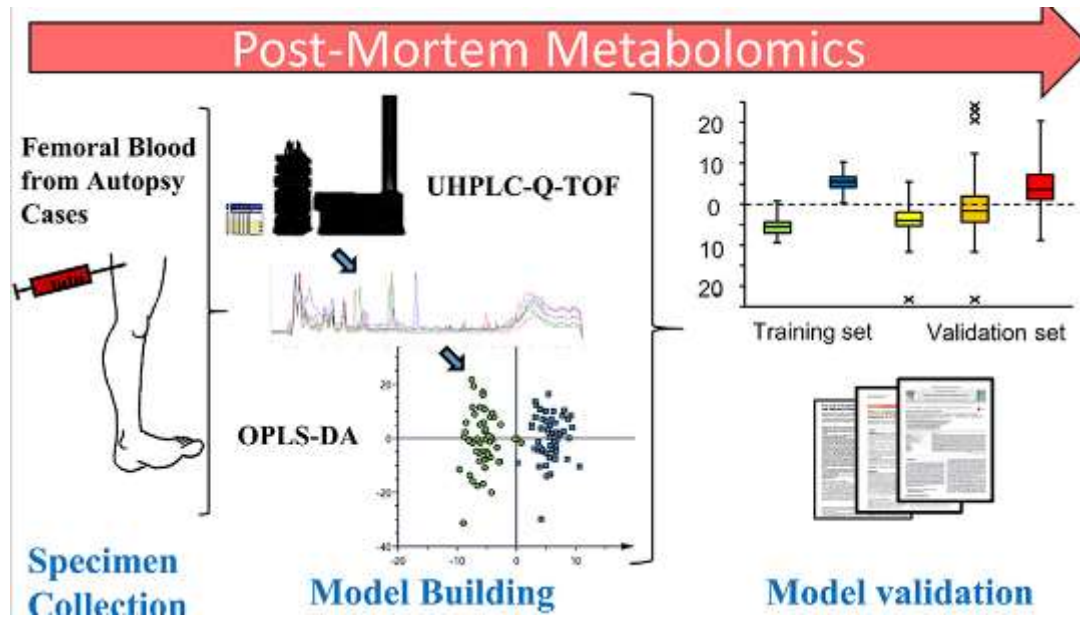 Post-Mortem Metabolomics
Femoral Blood
from Autopsy
Cases
UHPLC-Q-TOF
OPLS-DA
20
0
-20
-40
-20
-10
0
10
20
10
0
10
20
Training set
Validation set
Specimen
Collection
Model Building
Model validation